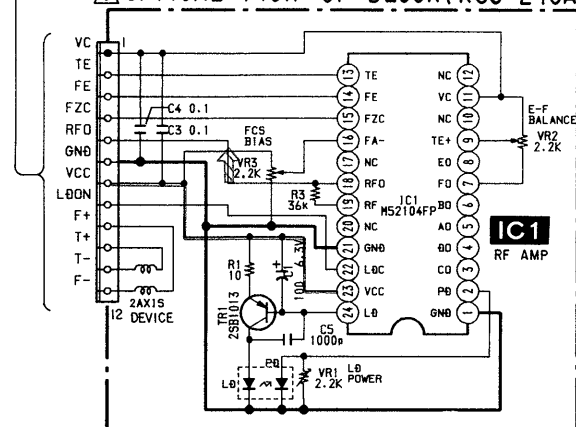 VC
1
TE
FE
FZC
RFO
GND
VCC
LDON
F+
T+
T-
F-
12
2AXIS
DEVICE
C4 0.1
C3 0.1
FCS
BIAS
VR3
2.2K
R3
36K
R1
10
C1
100 6.3V
TR1
2SB1013
C5
1000p
LD
PD
VR1
2.2K
LD
POWER
13 TE
14 FE
15 FZC
16 FA-
17 NC
18 RFO
19 RF
20 NC
21 GND
22 LDC
23 VCC
24 LD
IC1
M52104FP
NC 12
VC 11
NC 10
TE+ 9
EO 8
FO 7
BO 6
AO 5
DO 4
CO 3
PD 2
GND 1
E-F
BALANCE
VR2
2.2K
IC1
RF AMP